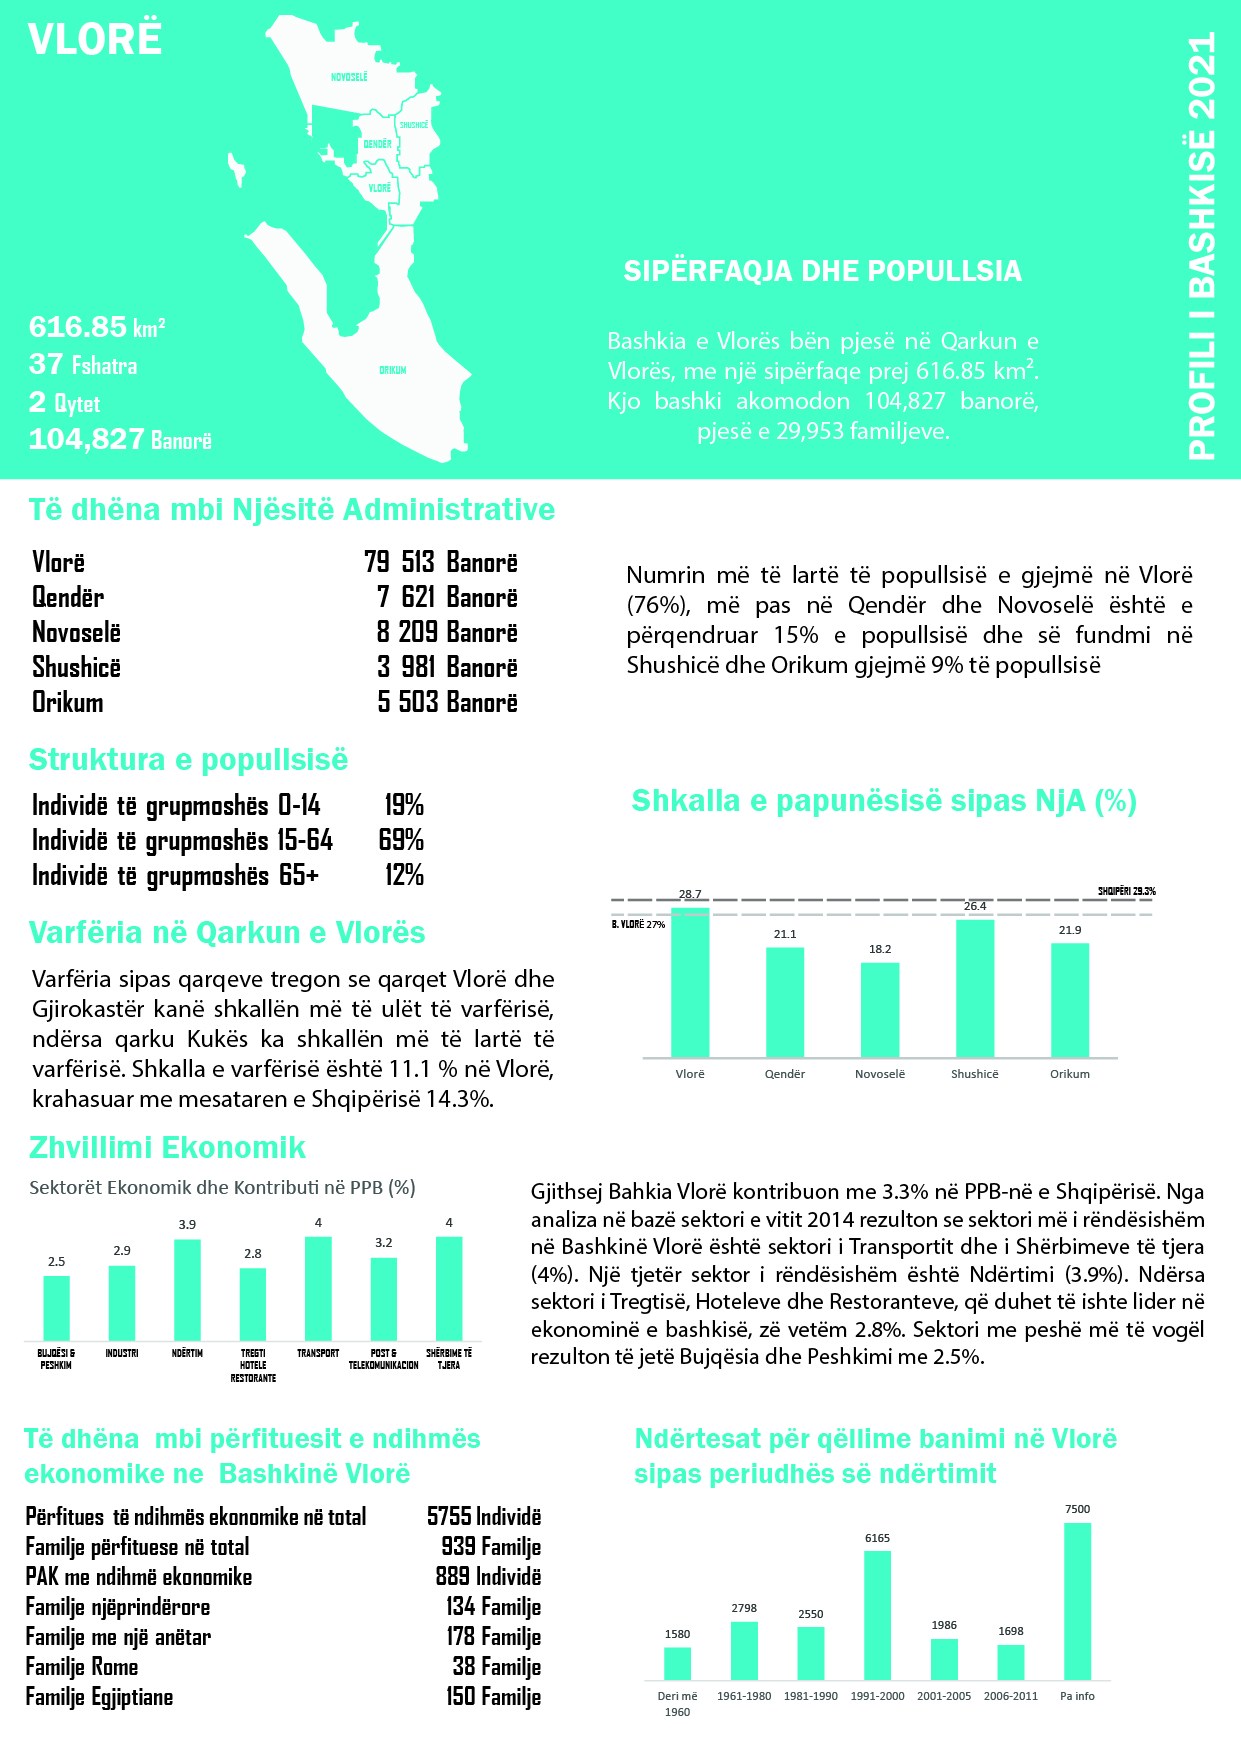 VLORË
NOVOSELË
SHUSHICË
QENDËR
VLORË
ORIKUM
PROFILI I BASHKISË 2021
616.85 km²
37 Fshatra
2 Qytet
104,827 Banorë
SIPËRFAQJA DHE POPULLSIA
Bashkia e Vlorës bën pjesë në Qarkun e
Vlorës, me një sipërfaqe prej 616.85 km².
Kjo bashki akomodon 104,827 banorë,
pjesë e 29,953 familjeve.
Të dhëna mbi Njësitë Administrative
Vlorë 79 513 Banorë
Qendër 7 621 Banorë
Novoselë 8 209 Banorë
Shushicë 3 981 Banorë
Orikum 5 503 Banorë
Numrin më të lartë të popullsisë e gjejmë në Vlorë
(76%), më pas në Qendër dhe Novoselë është e
përqendruar 15% e popullsisë dhe së fundmi në
Shushicë dhe Orikum gjejmë 9% të popullsisë
Struktura e popullsisë
Individë të grupmoshës 0-14 19%
Individë të grupmoshës 15-64 69%
Individë të grupmoshës 65+ 12%
Shkalla e papunësisë sipas NjA (%)
SHQIPËRI 29.3%
B. VLORË 27%
28.7
21.1
18.2
26.4
21.9
Vlorë
Qendër
Novoselë
Shushicë
Orikum
Varfëria në Qarkun e Vlorës
Varfëria sipas qarqeve tregon se qarqet Vlorë dhe
Gjirokastër kanë shkallën më të ulët të varfërisë,
ndërsa qarku Kukës ka shkallën më të lartë të
varfërisë. Shkalla e varfërisë është 11.1 % në Vlorë,
krahasuar me mesataren e Shqipërisë 14.3%.
Zhvillimi Ekonomik
Sektorët Ekonomik dhe Kontributi në PPB (%)
2.5
2.9
3.9
2.8
4
3.2
4
BUJQËSI &
PESHKIM
INDUSTRI
NDËRTIM
TREGTI
HOTELE
RESTORANTE
TRANSPORT
POST &
TELEKOMUNIKACION
SHËRBIME TË
TJERA
Gjithsej Bahkia Vlorë kontribuon me 3.3% në PPB-në e Shqipërisë. Nga
analiza në bazë sektori e vitit 2014 rezulton se sektori më i rëndësishëm
në Bashkinë Vlorë është sektori i Transportit dhe i Shërbimeve të tjera
(4%). Një tjetër sektor i rëndësishëm është Ndërtimi (3.9%). Ndërsa
sektori i Tregtisë, Hoteleve dhe Restoranteve, që duhet të ishte lider në
ekonominë e bashkisë, zë vetëm 2.8%. Sektori me peshë më të vogël
rezulton të jetë Bujqësia dhe Peshkimi me 2.5%.
Të dhëna mbi përfituesit e ndihmës
ekonomike ne Bashkinë Vlorë
Përfitues të ndihmës ekonomike në total 5755 Individë
Familje përfituese në total 939 Familje
PAK me ndihmë ekonomike 889 Individë
Familje njëprindërore 134 Familje
Familje me një anëtar 178 Familje
Familje Rome 38 Familje
Familje Egjiptiane 150 Familje
Ndërtesat për qëllime banimi në Vlorë
sipas periudhës së ndërtimit
1580
2798
2550
6165
1986
1698
7500
Deri më
1960
1961-1980
1981-1990
1991-2000
2001-2005
2006-2011
Pa info